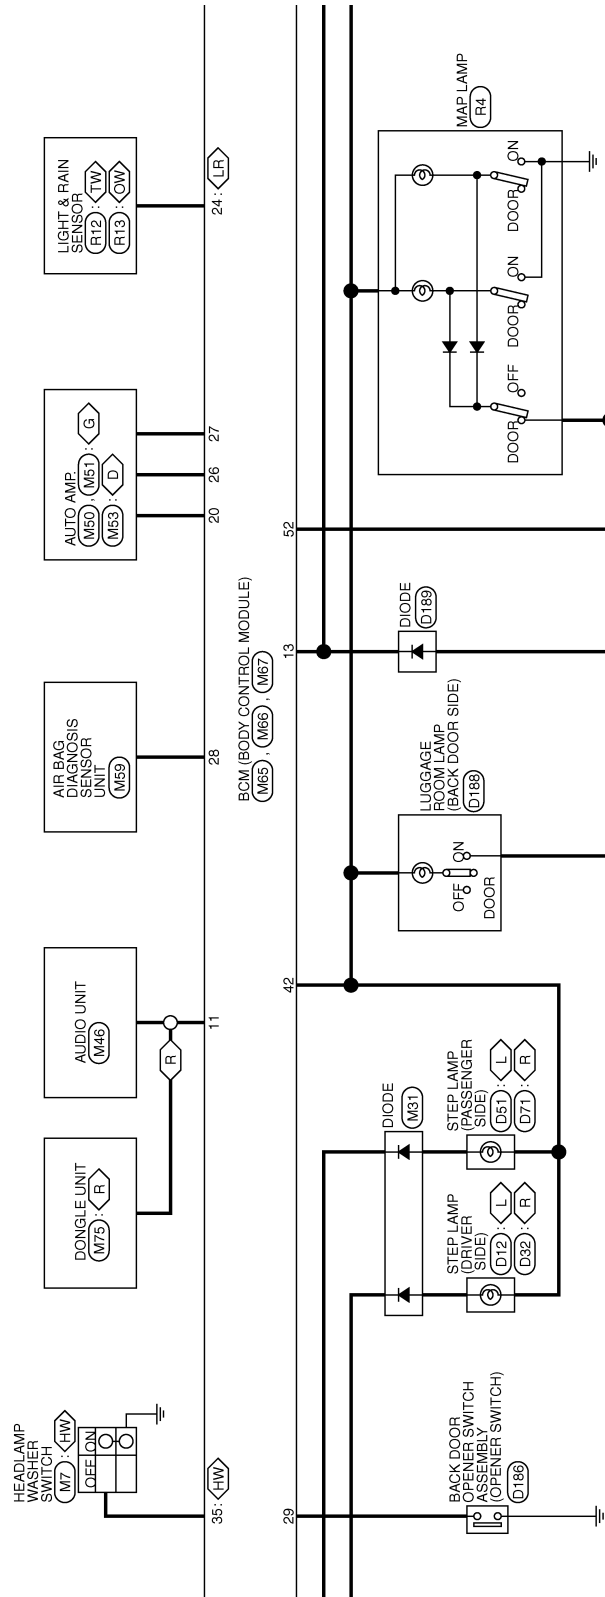 HEADLAMP
WASHER
SWITCH
M7 : HW
OFF ON
35: HW
DONGLE UNIT
M75 : R
R
AUDIO UNIT
M46
11
AIR BAG
DIAGNOSIS
SENSOR
UNIT
M59
28
AUTO AMP.
M50 , M51 : G
M53 : D
20
26
27
LIGHT & RAIN
SENSOR
R12 : TW
R13 : OW
24: LR
BCM (BODY CONTROL MODULE)
M65 , M66 , M67
29
42
13
52
BACK DOOR
OPENER SWITCH
ASSEMBLY
(OPENER SWITCH)
D186
DIODE
M31
STEP LAMP
(DRIVER
SIDE)
D12 : L
D32 : R
STEP LAMP
(PASSENGER
SIDE)
D51 : L
D71 : R
LUGGAGE
ROOM LAMP
(BACK DOOR SIDE)
D188
OFF ON
DOOR
DIODE
D189
MAP LAMP
R4
DOOR OFF
DOOR ON
DOOR ON